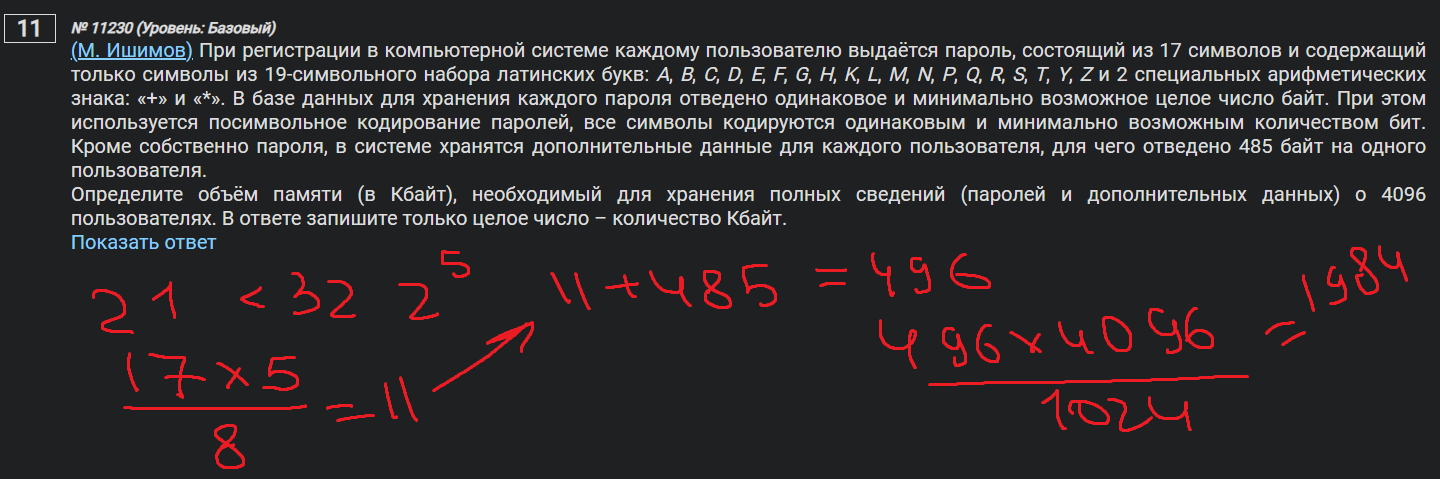 11
№ 11230 (Уровень: Базовый)
(М. Ишимов) При регистрации в компьютерной системе каждому пользователю выдаётся пароль, состоящий из 17 символов и содержащий
только символы из 19-символьного набора латинских букв: A, B, C, D, E, F, G, H, K, L, M, N, P, Q, R, S, T, Y, Z и 2 специальных арифметических
знака: «+» и «*». В базе данных для хранения каждого пароля отведено одинаковое и минимально возможное целое число байт. При этом
используется посимвольное кодирование паролей, все символы кодируются одинаковым и минимально возможным количеством бит.
Кроме собственно пароля, в системе хранятся дополнительные данные для каждого пользователя, для чего отведено 485 байт на одного
пользователя.
Определите объём памяти (в Кбайт), необходимый для хранения полных сведений (паролей и дополнительных данных) о 4096
пользователях. В ответе запишите только целое число – количество Кбайт.
Показать ответ
21 < 32 2^5
17 × 5
8
= 11
11 + 485 = 496
496 × 4096
1024
= 1984